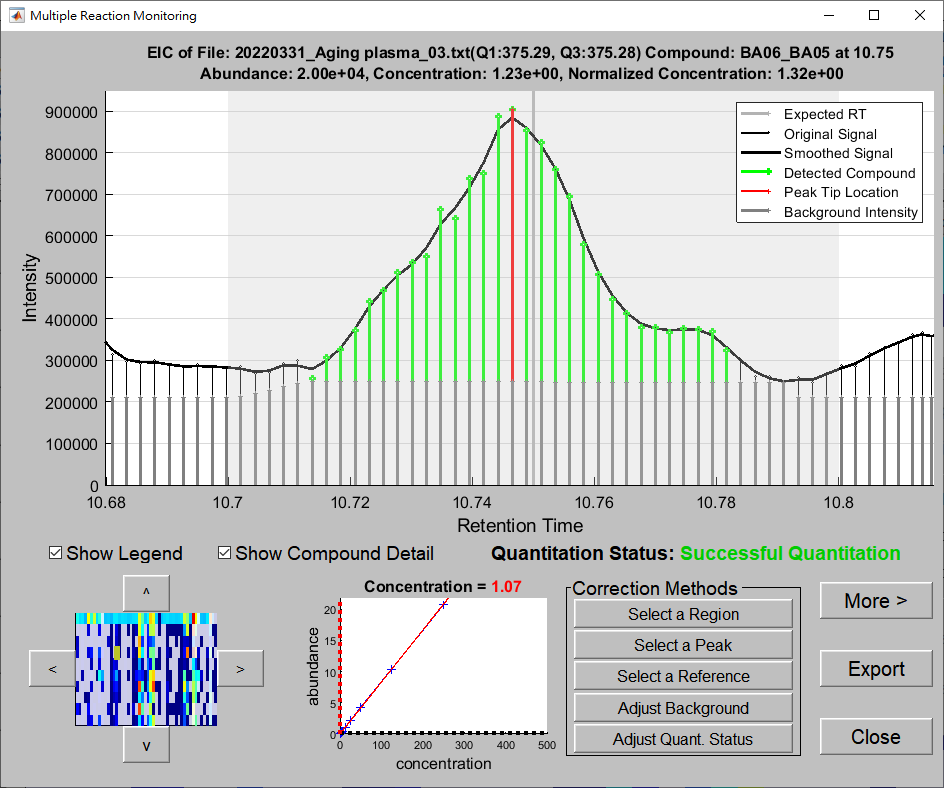 Multiple Reaction Monitoring
EIC of File: 20220331_Aging plasma_03.txt(Q1:375.29, Q3:375.28) Compound: BA06_BA05 at 10.75
Abundance: 2.00e+04, Concentration: 1.23e+00, Normalized Concentration: 1.32e+00
Intensity
900000
800000
700000
600000
500000
400000
300000
200000
100000
0
Expected RT
Original Signal
Smoothed Signal
Detected Compound
Peak Tip Location
Background Intensity
10.68 10.7 10.72 10.74 10.76 10.78 10.8
Retention Time
Show Legend
Show Compound Detail
Quantitation Status: Successful Quantitation
^
<
>
v
Concentration = 1.07
abundance
20
15
10
5
0
0 100 200 300 400 500
concentration
Correction Methods
Select a Region
Select a Peak
Select a Reference
Adjust Background
Adjust Quant. Status
More >
Export
Close